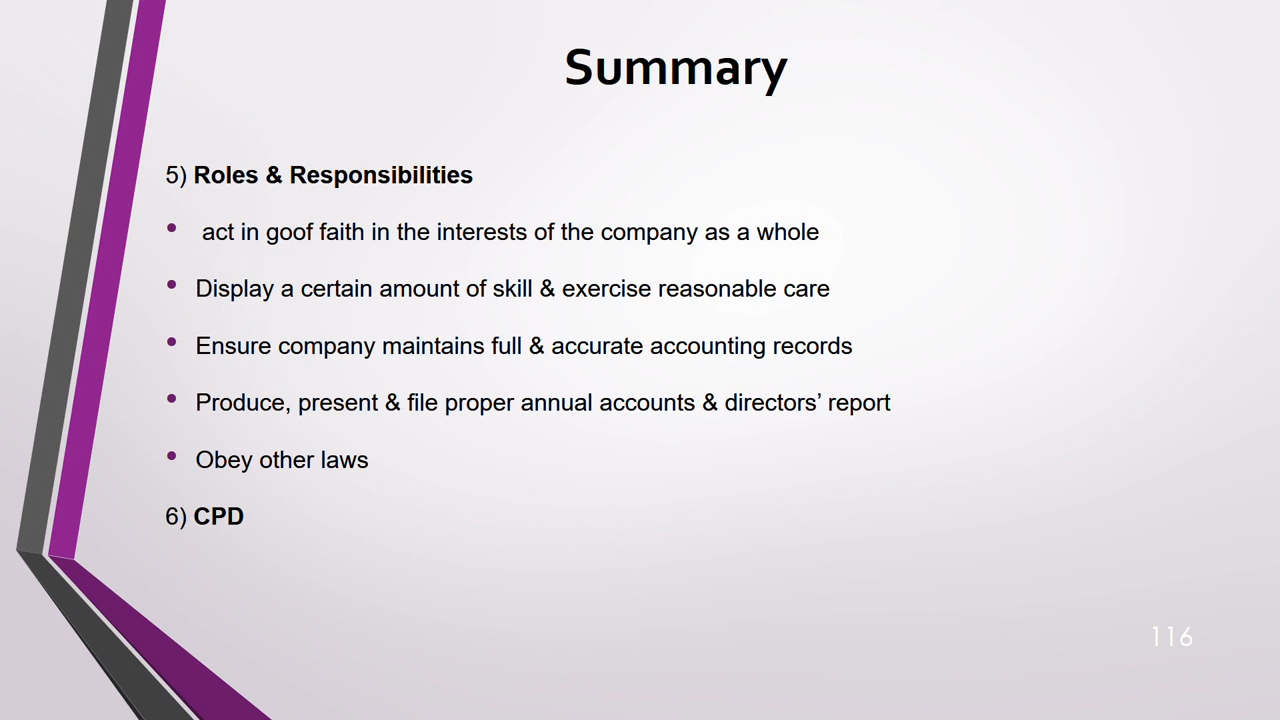 Summary
5) Roles & Responsibilities
• act in goof faith in the interests of the company as a whole
• Display a certain amount of skill & exercise reasonable care
• Ensure company maintains full & accurate accounting records
• Produce, present & file proper annual accounts & directors’ report
• Obey other laws
6) CPD
116